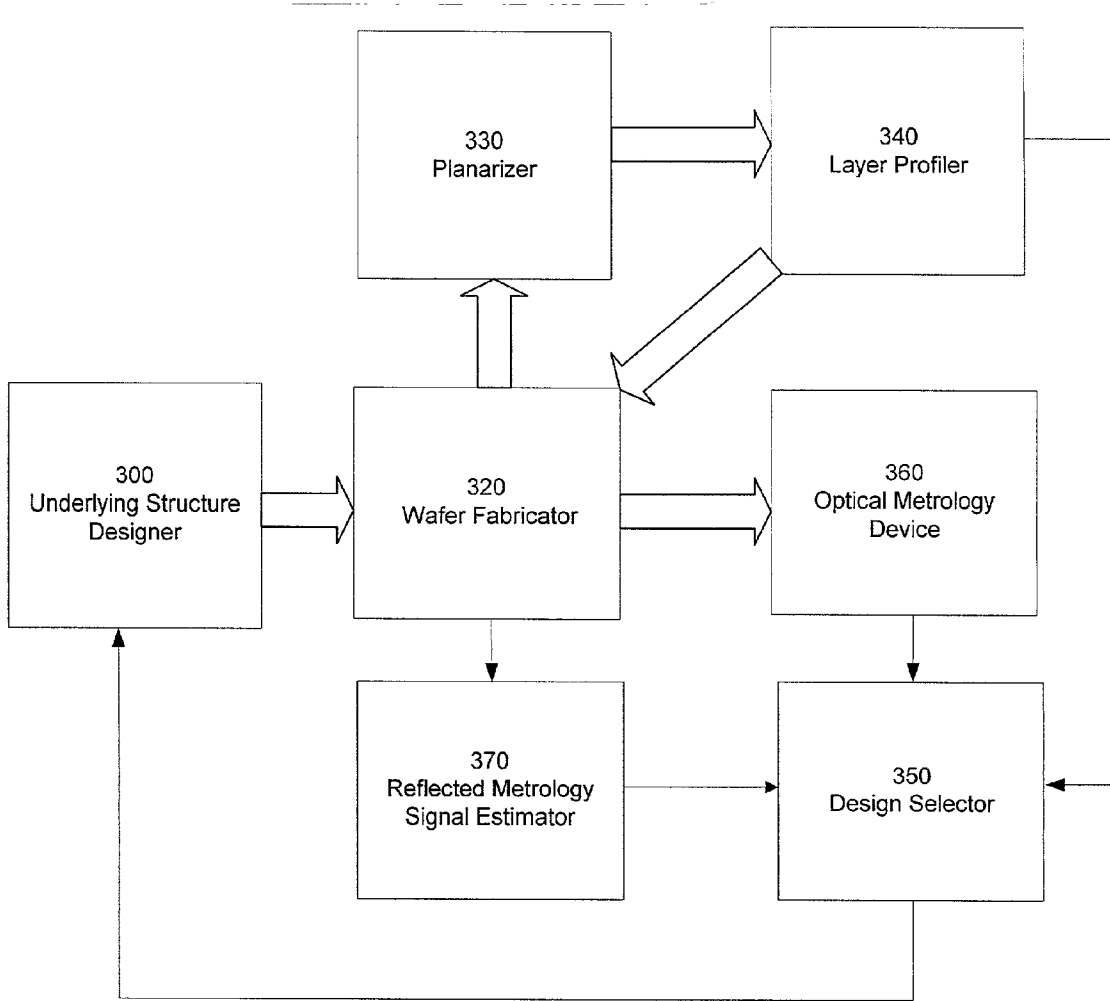 330
Planarizer
340
Layer Profiler
300
Underlying Structure
Designer
320
Wafer Fabricator
360
Optical Metrology
Device
370
Reflected Metrology
Signal Estimator
350
Design Selector